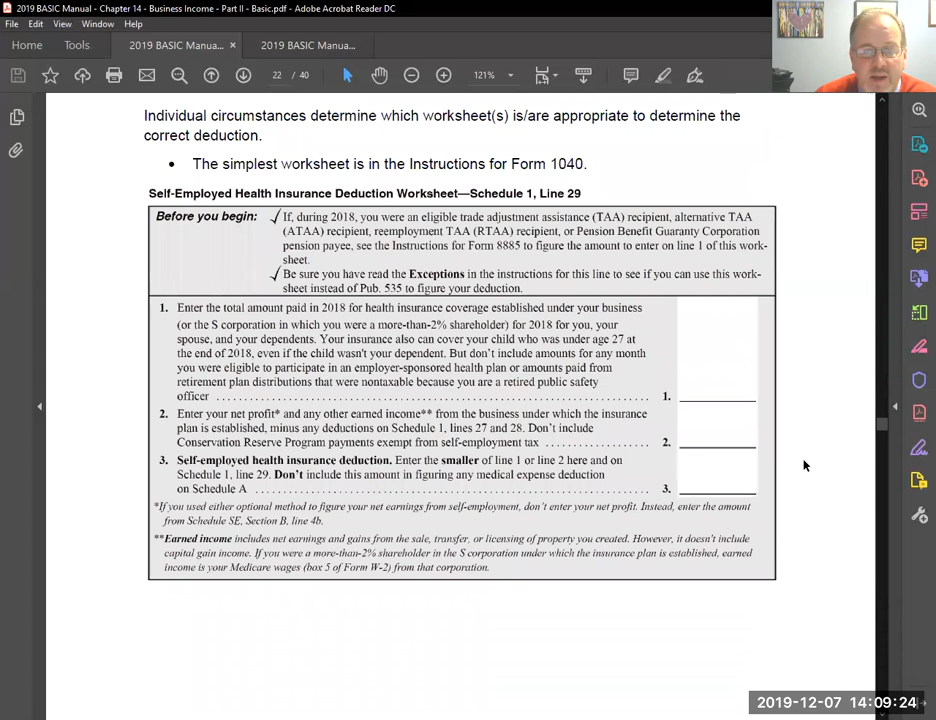 2019 BASIC Manual - Chapter 14 - Business Income - Part II - Basic.pdf - Adobe Acrobat Reader DC
File Edit View Window Help
Home Tools 2019 BASIC Manua... × 2019 BASIC Manua...
22 / 40 121%
Individual circumstances determine which worksheet(s) is/are appropriate to determine the
correct deduction.
• The simplest worksheet is in the Instructions for Form 1040.
Self-Employed Health Insurance Deduction Worksheet—Schedule 1, Line 29
Before you begin: √ If, during 2018, you were an eligible trade adjustment assistance (TAA) recipient, alternative TAA
(ATAA) recipient, reemployment TAA (RTAA) recipient, or Pension Benefit Guaranty Corporation
pension payee, see the Instructions for Form 8885 to figure the amount to enter on line 1 of this work-
sheet.
√ Be sure you have read the Exceptions in the instructions for this line to see if you can use this work-
sheet instead of Pub. 535 to figure your deduction.
1. Enter the total amount paid in 2018 for health insurance coverage established under your business
(or the S corporation in which you were a more-than-2% shareholder) for 2018 for you, your
spouse, and your dependents. Your insurance also can cover your child who was under age 27 at
the end of 2018, even if the child wasn't your dependent. But don't include amounts for any month
you were eligible to participate in an employer-sponsored health plan or amounts paid from
retirement plan distributions that were nontaxable because you are a retired public safety
officer . . . . . . . . . . . . . . . . . . . . 1.
2. Enter your net profit* and any other earned income** from the business under which the insurance
plan is established, minus any deductions on Schedule 1, lines 27 and 28. Don't include
Conservation Reserve Program payments exempt from self-employment tax . . . . . . . . . . 2.
3. Self-employed health insurance deduction. Enter the smaller of line 1 or line 2 here and on
Schedule 1, line 29. Don't include this amount in figuring any medical expense deduction
on Schedule A . . . . . . . . . . . . . . . . . . . . 3.
*If you used either optional method to figure your net earnings from self-employment, don't enter your net profit. Instead, enter the amount
from Schedule SE, Section B, line 4b.
**Earned income includes net earnings and gains from the sale, transfer, or licensing of property you created. However, it doesn't include
capital gain income. If you were a more-than-2% shareholder in the S corporation under which the insurance plan is established, earned
income is your Medicare wages (box 5 of Form W-2) from that corporation.
2019-12-07 14:09:24